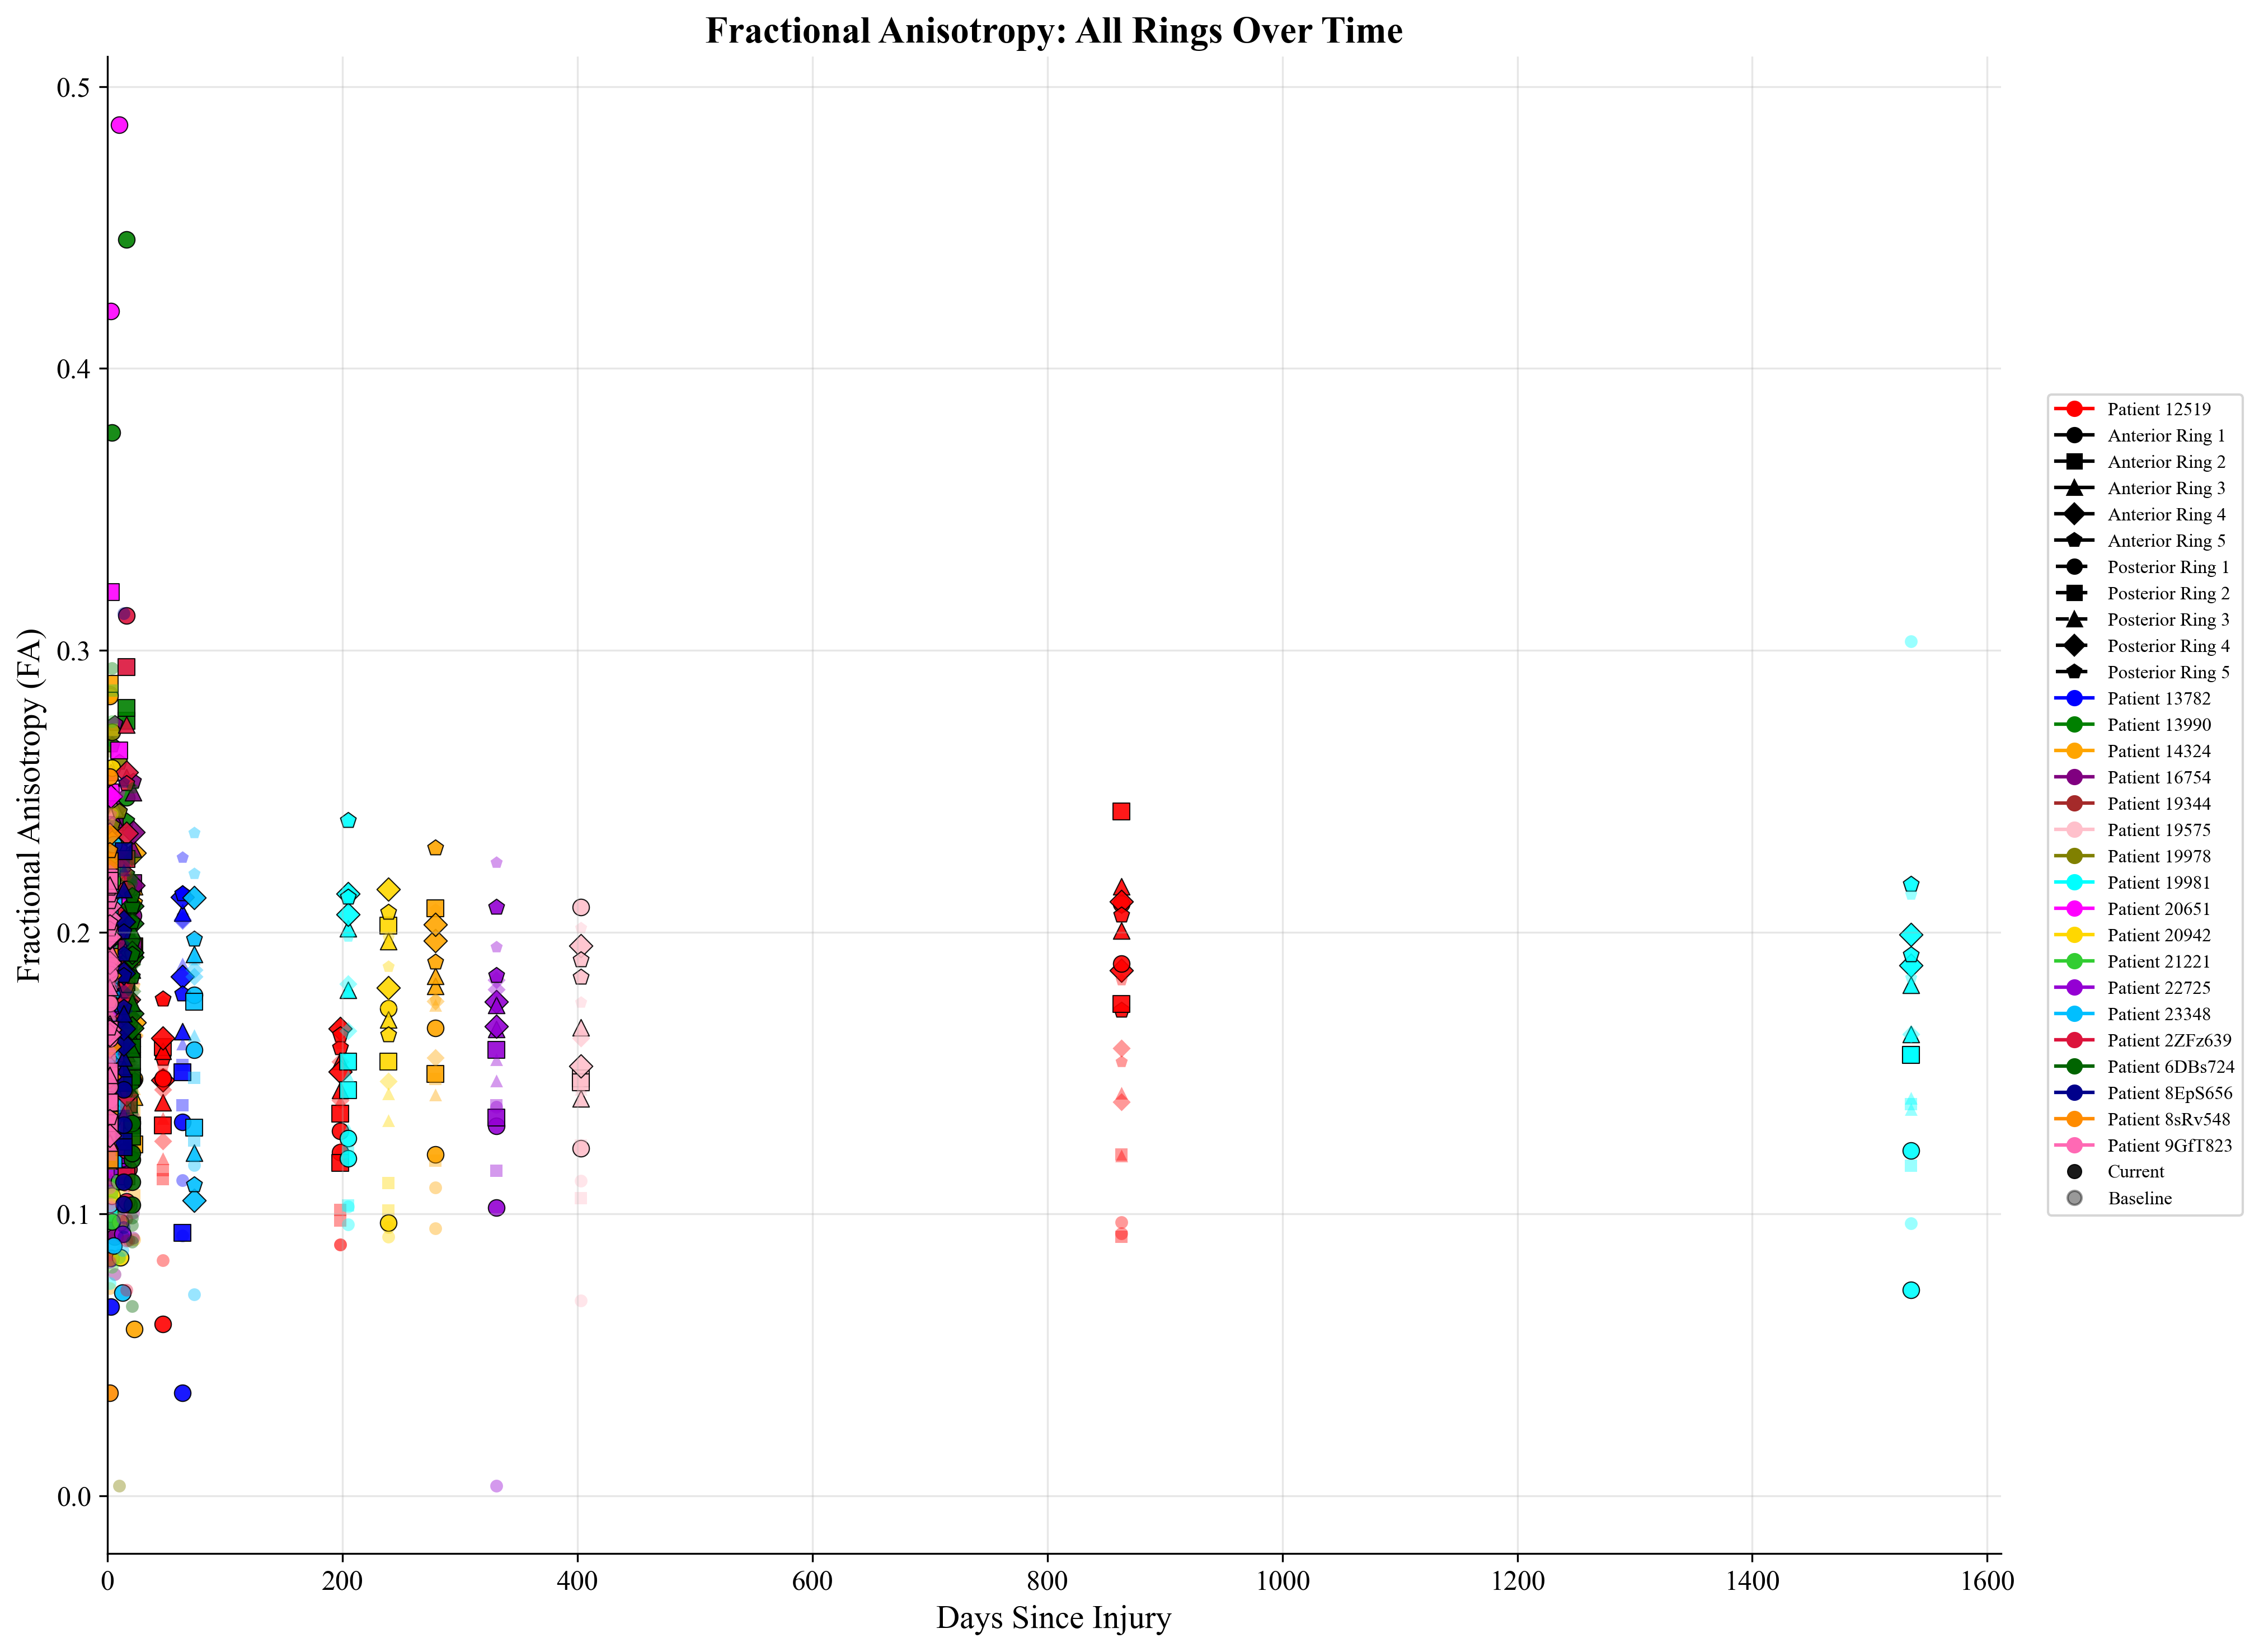 Fractional Anisotropy: All Rings Over Time
Fractional Anisotropy (FA)
0.5
0.4
0.3
0.2
0.1
0.0
0 200 400 600 800 1000 1200 1400 1600
Days Since Injury
Patient 12519
Anterior Ring 1
Anterior Ring 2
Anterior Ring 3
Anterior Ring 4
Anterior Ring 5
Posterior Ring 1
Posterior Ring 2
Posterior Ring 3
Posterior Ring 4
Posterior Ring 5
Patient 13782
Patient 13990
Patient 14324
Patient 16754
Patient 19344
Patient 19575
Patient 19978
Patient 19981
Patient 20651
Patient 20942
Patient 21221
Patient 22725
Patient 23348
Patient 2ZFz639
Patient 6DBs724
Patient 8EpS656
Patient 8sRv548
Patient 9GfT823
Current
Baseline